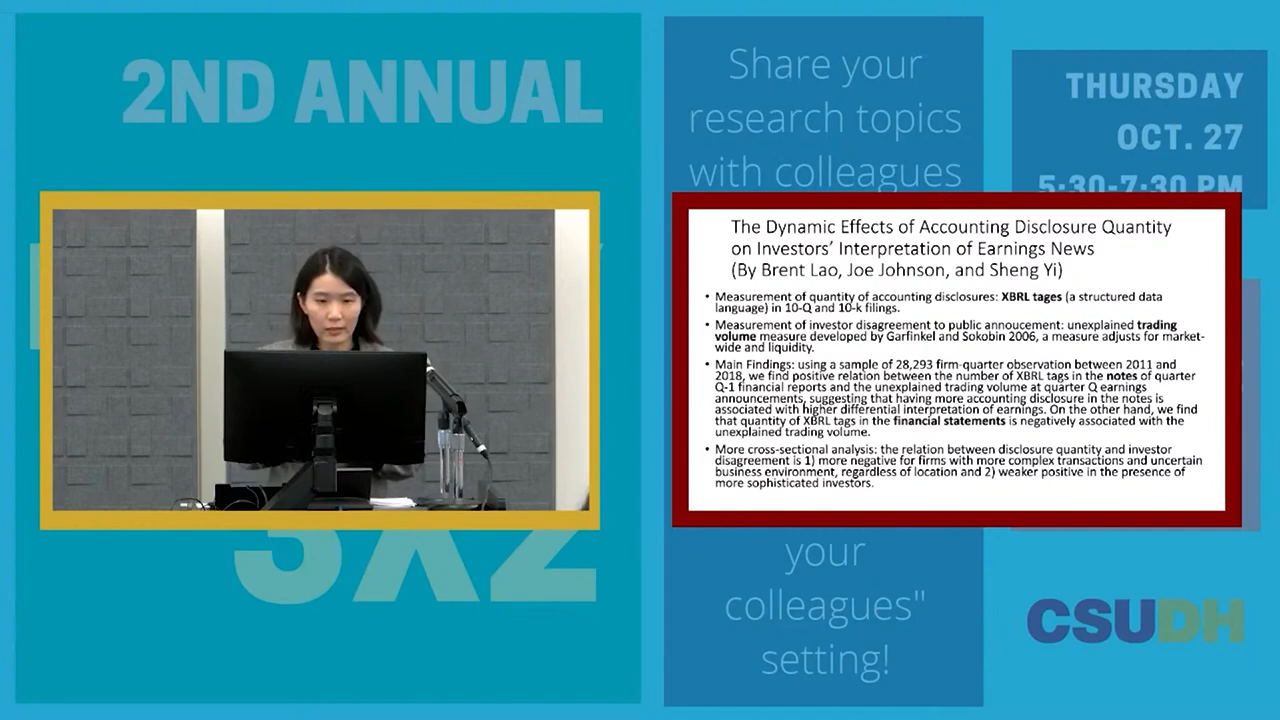 2ND ANNUAL
3X2
Share your
research topics
with colleagues
your
colleagues"
setting!
THURSDAY
OCT. 27
5:30-7:30 PM
The Dynamic Effects of Accounting Disclosure Quantity
on Investors' Interpretation of Earnings News
(By Brent Lao, Joe Johnson, and Sheng Yi)
• Measurement of quantity of accounting disclosures: XBRL tages (a structured data
language) in 10-Q and 10-k filings.
• Measurement of investor disagreement to public annoucement: unexplained trading
volume measure developed by Garfinkel and Sokobin 2006, a measure adjusts for market-
wide and liquidity.
• Main Findings: using a sample of 28,293 firm-quarter observation between 2011 and
2018, we find positive relation between the number of XBRL tags in the notes of quarter
Q-1 financial reports and the unexplained trading volume at quarter Q earnings
announcements, suggesting that having more accounting disclosure in the notes is
associated with higher differential interpretation of earnings. On the other hand, we find
that quantity of XBRL tags in the financial statements is negatively associated with the
unexplained trading volume.
• More cross-sectional analysis: the relation between disclosure quantity and investor
disagreement is 1) more negative for firms with more complex transactions and uncertain
business environment, regardless of location and 2) weaker positive in the presence of
more sophisticated investors.
CSUDH